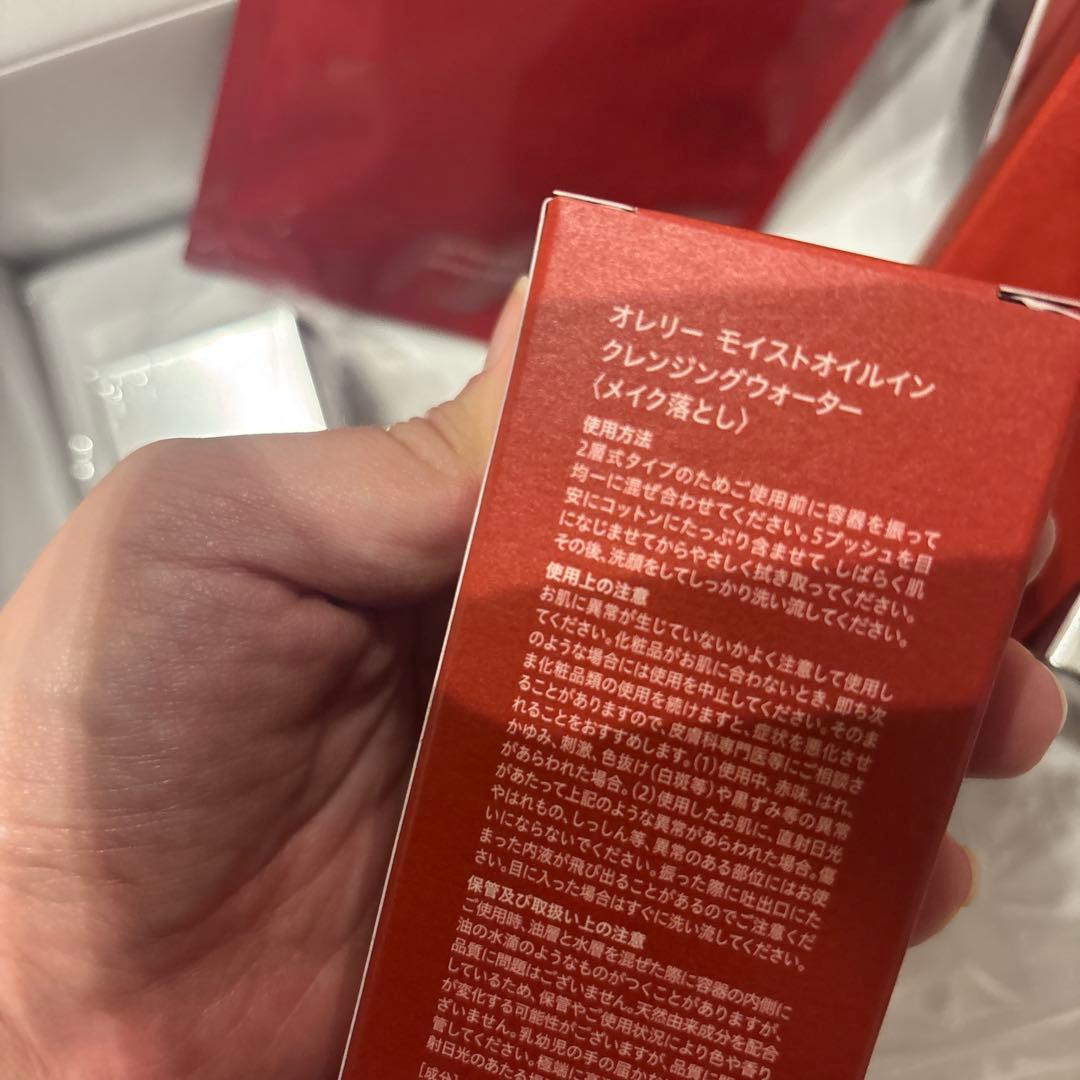 オレリー モイストオイルイン
クレンジングウオーター
〈メイク落とし〉
使用方法
2層式タイプのためご使用前に容器を振って
均一に混ぜ合わせてください。5プッシュを目
安にコットンにたっぷり含ませて、しばらく肌
になじませてからやさしく拭き取ってください。
その後、洗顔をしてしっかり洗い流してください。
使用上の注意
お肌に異常が生じていないかよく注意して使用し
てください。化粧品がお肌に合わないとき、即ち次
のような場合には使用を中止してください。そのま
ま化粧品類の使用を続けますと、症状を悪化させ
ることがありますので、皮膚科専門医等にご相談さ
れることをおすすめします。(1)使用中、赤味、はれ、
かゆみ、刺激、色抜け(白斑等)や黒ずみ等の異常
があらわれた場合。(2)使用したお肌に、直射日光
があたって上記のような異常があらわれた場合。傷
やはれもの、しっしん等、異常のある部位にはお使
いにならないでください。振った際に吐出口にた
まった内液が飛び出ることがあるのでご注意くだ
さい。目に入った場合はすぐに洗い流してください。
保管及び取扱い上の注意
ご使用時、油層と水層を混ぜた際に容器の内側に
油の水滴のようなものがつくことがありますが、
品質に問題はございません。天然由来成分を配合
しているため、保管やご使用状況により色や香り
が変化する可能性がございますが、品質に問
ざいません。乳幼児の手の届かな
管してください。極端に高
射日光のあたる場
[成分]